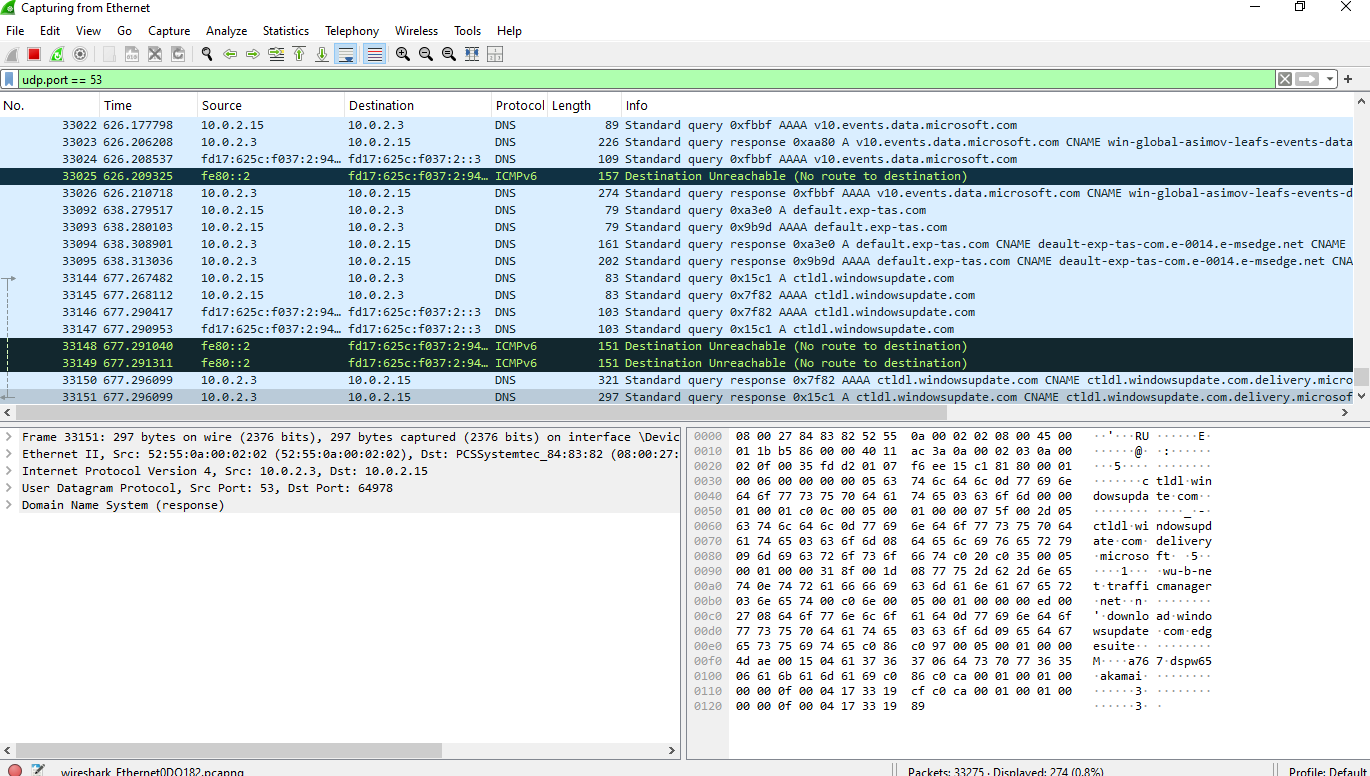 Capturing from Ethernet
File Edit View Go Capture Analyze Statistics Telephony Wireless Tools Help
udp.port == 53
No. Time Source Destination Protocol Length Info
33022 626.177798 10.0.2.15 10.0.2.3 DNS 89 Standard query 0xfbbf AAAA v10.events.data.microsoft.com
33023 626.206208 10.0.2.3 10.0.2.15 DNS 226 Standard query response 0xaa80 A v10.events.data.microsoft.com CNAME win-global-asimov-leafs-events-data
33024 626.208537 fd17:625c:f037:2:94… fd17:625c:f037:2::3 DNS 109 Standard query 0xfbbf AAAA v10.events.data.microsoft.com
33025 626.209325 fe80::2 fd17:625c:f037:2:94… ICMPv6 157 Destination Unreachable (No route to destination)
33026 626.210718 10.0.2.3 10.0.2.15 DNS 274 Standard query response 0xfbbf AAAA v10.events.data.microsoft.com CNAME win-global-asimov-leafs-events-d
33092 638.279517 10.0.2.15 10.0.2.3 DNS 79 Standard query 0xa3e0 A default.exp-tas.com
33093 638.280103 10.0.2.15 10.0.2.3 DNS 79 Standard query 0x9b9d AAAA default.exp-tas.com
33094 638.308901 10.0.2.3 10.0.2.15 DNS 161 Standard query response 0xa3e0 A default.exp-tas.com CNAME deault-exp-tas-com.e-0014.e-msedge.net CNAME
33095 638.313036 10.0.2.3 10.0.2.15 DNS 202 Standard query response 0x9b9d AAAA default.exp-tas.com CNAME deault-exp-tas-com.e-0014.e-msedge.net CNA
33144 677.267482 10.0.2.15 10.0.2.3 DNS 83 Standard query 0x15c1 A ctldl.windowsupdate.com
33145 677.268112 10.0.2.15 10.0.2.3 DNS 83 Standard query 0x7f82 AAAA ctldl.windowsupdate.com
33146 677.290417 fd17:625c:f037:2:94… fd17:625c:f037:2::3 DNS 103 Standard query 0x7f82 AAAA ctldl.windowsupdate.com
33147 677.290953 fd17:625c:f037:2:94… fd17:625c:f037:2::3 DNS 103 Standard query 0x15c1 A ctldl.windowsupdate.com
33148 677.291040 fe80::2 fd17:625c:f037:2:94… ICMPv6 151 Destination Unreachable (No route to destination)
33149 677.291311 fe80::2 fd17:625c:f037:2:94… ICMPv6 151 Destination Unreachable (No route to destination)
33150 677.296099 10.0.2.3 10.0.2.15 DNS 321 Standard query response 0x7f82 AAAA ctldl.windowsupdate.com CNAME ctldl.windowsupdate.com.delivery.micro
33151 677.296099 10.0.2.3 10.0.2.15 DNS 297 Standard query response 0x15c1 A ctldl.windowsupdate.com CNAME ctldl.windowsupdate.com.delivery.microsof
Frame 33151: 297 bytes on wire (2376 bits), 297 bytes captured (2376 bits) on interface \Devic
Ethernet II, Src: 52:55:0a:00:02:02 (52:55:0a:00:02:02), Dst: PCSSystemtec_84:83:82 (08:00:27:
Internet Protocol Version 4, Src: 10.0.2.3, Dst: 10.0.2.15
User Datagram Protocol, Src Port: 53, Dst Port: 64978
Domain Name System (response)
0000 08 00 27 84 83 82 52 55 0a 00 02 02 08 00 45 00 ··'···RU ······E·
0010 01 1b b5 86 00 00 40 11 ac 3a 0a 00 02 03 0a 00 ······@· ·:······
0020 02 0f 00 35 fd d2 01 07 f6 ee 15 c1 81 80 00 01 ···5···· ········
0030 00 06 00 00 00 00 05 63 74 6c 64 6c 0d 77 69 6e ·······c tldl·win
0040 64 6f 77 73 75 70 64 61 74 65 03 63 6f 6d 00 00 dowsupda te·com··
0050 01 00 01 c0 0c 00 05 00 01 00 00 07 5f 00 2d 05 ········ ····_·-·
0060 63 74 6c 64 6c 0d 77 69 6e 64 6f 77 73 75 70 64 ctldl·wi ndowsupd
0070 61 74 65 03 63 6f 6d 08 64 65 6c 69 76 65 72 79 ate·com· delivery
0080 09 6d 69 63 72 6f 73 6f 66 74 c0 20 c0 35 00 05 ·microso ft· ·5··
0090 00 01 00 00 31 8f 00 1d 08 77 75 2d 62 2d 6e 65 ····1··· ·wu-b-ne
00a0 74 0e 74 72 61 66 66 69 63 6d 61 6e 61 67 65 72 t·traffi cmanager
00b0 03 6e 65 74 00 c0 6e 00 05 00 01 00 00 00 ed 00 ·net··n· ········
00c0 27 08 64 6f 77 6e 6c 6f 61 64 0d 77 69 6e 64 6f '·downlo ad·windo
00d0 77 73 75 70 64 61 74 65 03 63 6f 6d 09 65 64 67 wsupdate ·com·edg
00e0 65 73 75 69 74 65 c0 86 c0 97 00 05 00 01 00 00 esuite·· ········
00f0 4d ae 00 15 04 61 37 36 37 06 64 73 70 77 36 35 M····a76 7·dspw65
0100 06 61 6b 61 6d 61 69 c0 86 c0 ca 00 01 00 01 00 ·akamai· ········
0110 00 00 0f 00 04 17 33 19 cf c0 ca 00 01 00 01 00 ······3· ········
0120 00 00 0f 00 04 17 33 19 89 ······3· ·
wireshark_Ethernet0DQ182.pcapng Packets: 33275 · Displayed: 274 (0.8%) Profile: Default